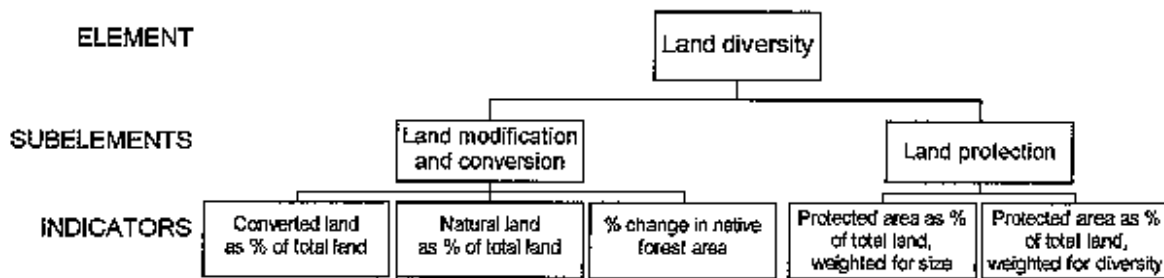 ELEMENT
Land diversity
SUBELEMENTS
Land modification
and conversion
Land protection
INDICATORS
Converted land
as % of total land
Natural land
as % of total land
% change in native
forest area
Protected area as %
of total land,
weighted for size
Protected area as %
of total land,
weighted for diversity